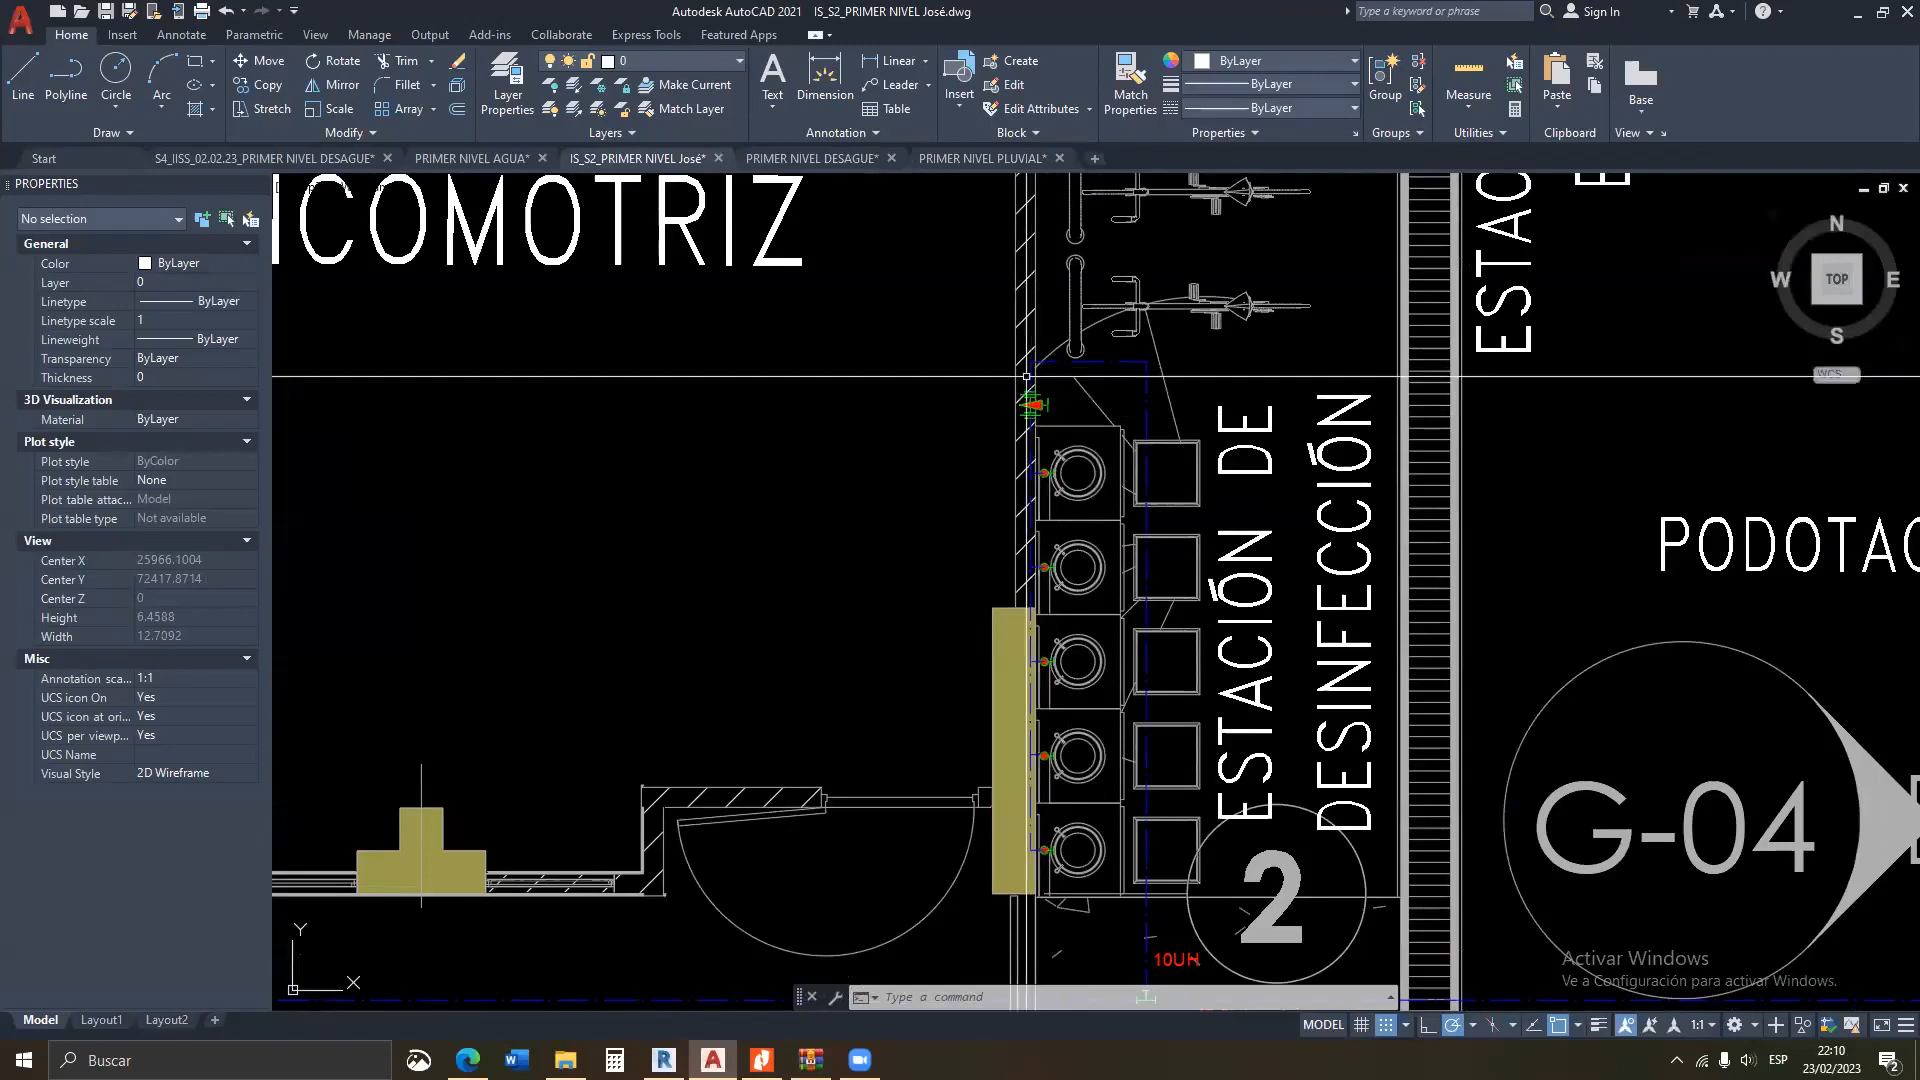 Autodesk AutoCAD 2021 IS_S2_PRIMER NIVEL José.dwg
Type a keyword or phrase
Sign In
Home Insert Annotate Parametric View Manage Output Add-ins Collaborate Express Tools Featured Apps
Line Polyline Circle Arc
Move Rotate Trim
Copy Mirror Fillet
Stretch Scale Array
Layer Properties
0
Make Current
Match Layer
Text Dimension
Linear
Leader
Table
Insert
Create
Edit
Edit Attributes
Match Properties
ByLayer
ByLayer
ByLayer
Group Measure Paste Base
Draw Modify Layers Annotation Block Properties Groups Utilities Clipboard View
Start S4_IISS_02.02.23_PRIMER NIVEL DESAGUE* PRIMER NIVEL AGUA* IS_S2_PRIMER NIVEL José* PRIMER NIVEL DESAGUE* PRIMER NIVEL PLUVIAL*
PROPERTIES
No selection
General
Color ByLayer
Layer 0
Linetype ByLayer
Linetype scale 1
Lineweight ByLayer
Transparency ByLayer
Thickness 0
3D Visualization
Material ByLayer
Plot style
Plot style ByColor
Plot style table None
Plot table attac... Model
Plot table type Not available
View
Center X 25966.1004
Center Y 72417.8714
Center Z 0
Height 6.4588
Width 12.7092
Misc
Annotation sca... 1:1
UCS icon On Yes
UCS icon at ori... Yes
UCS per viewp... Yes
UCS Name
Visual Style 2D Wireframe
ICOMOTRIZ
ESTACIÓN DE
DESINFECCIÓN
2
10UH
ESTAC
E
PODOTAC
G-04
N
W TOP E
S
WCS
Y
X
Activar Windows
Ve a Configuración para activar Windows.
Type a command
Model Layout1 Layout2
MODEL 1:1
Buscar
ESP
22:10
23/02/2023
2